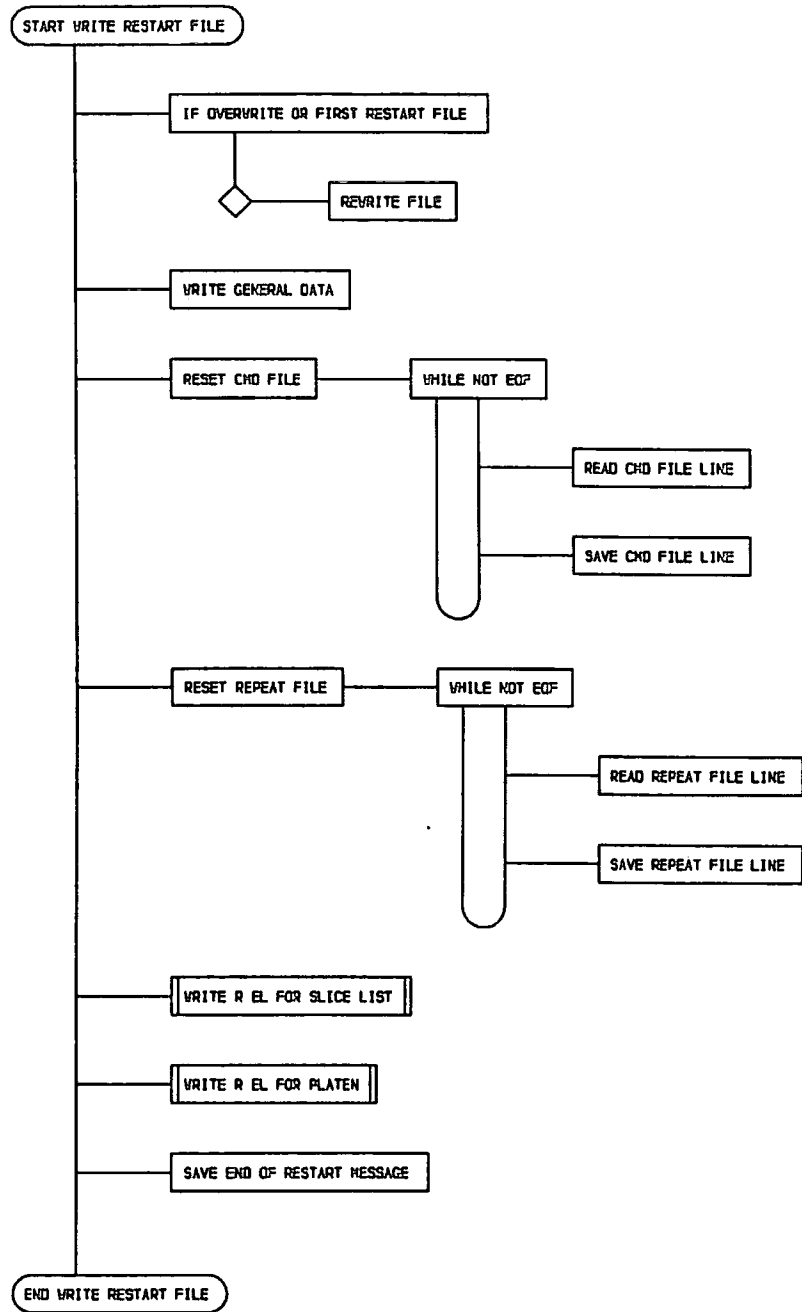 START WRITE RESTART FILE
IF OVERWRITE OR FIRST RESTART FILE
REWRITE FILE
WRITE GENERAL DATA
RESET CMD FILE
WHILE NOT EOF
READ CMD FILE LINE
SAVE CMD FILE LINE
RESET REPEAT FILE
WHILE NOT EOF
READ REPEAT FILE LINE
SAVE REPEAT FILE LINE
WRITE R EL FOR SLICE LIST
WRITE R EL FOR PLATEN
SAVE END OF RESTART MESSAGE
END WRITE RESTART FILE